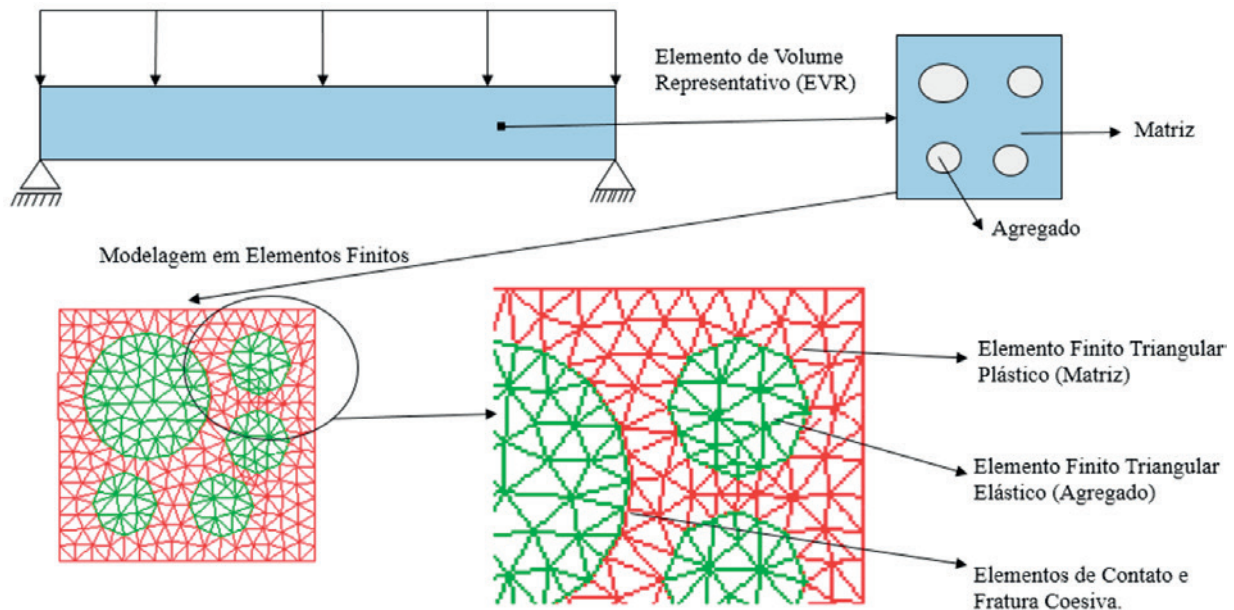 Elemento de Volume
Representativo (EVR)
Matriz
Agregado
Modelagem em Elementos Finitos
Elemento Finito Triangular
Plástico (Matriz)
Elemento Finito Triangular
Elástico (Agregado)
Elementos de Contato e
Fratura Coesiva.